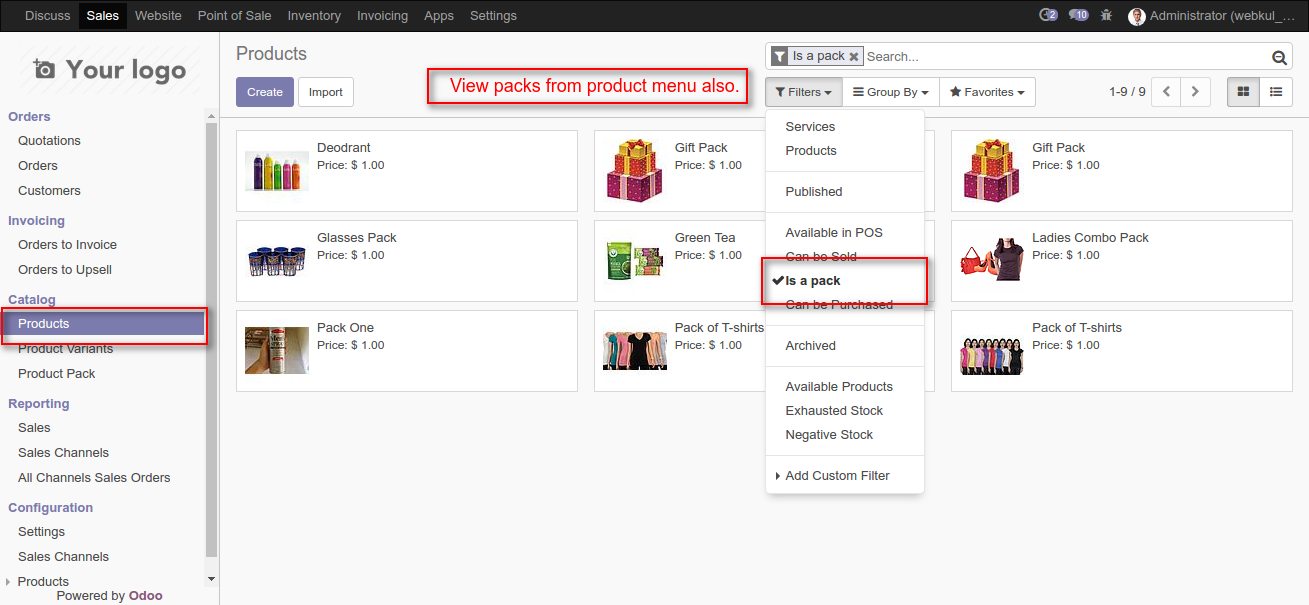 Discuss Sales Website Point of Sale Inventory Invoicing Apps Settings 2 10 Administrator (webkul_...
Your logo
Orders
Quotations
Orders
Customers
Invoicing
Orders to Invoice
Orders to Upsell
Catalog
Products
Product Variants
Product Pack
Reporting
Sales
Sales Channels
All Channels Sales Orders
Configuration
Settings
Sales Channels
Products
Powered by Odoo
Products
Is a pack Search...
Create Import
View packs from product menu also.
Filters Group By Favorites 1-9 / 9
Deodrant
Price: $ 1.00
Gift Pack
Price: $ 1.00
Gift Pack
Price: $ 1.00
Glasses Pack
Price: $ 1.00
Green Tea
Price: $ 1.00
Ladies Combo Pack
Price: $ 1.00
Pack One
Price: $ 1.00
Pack of T-shirts
Price: $ 1.00
Pack of T-shirts
Price: $ 1.00
Services
Products
Published
Available in POS
Can be Sold
Is a pack
Can be Purchased
Archived
Available Products
Exhausted Stock
Negative Stock
Add Custom Filter